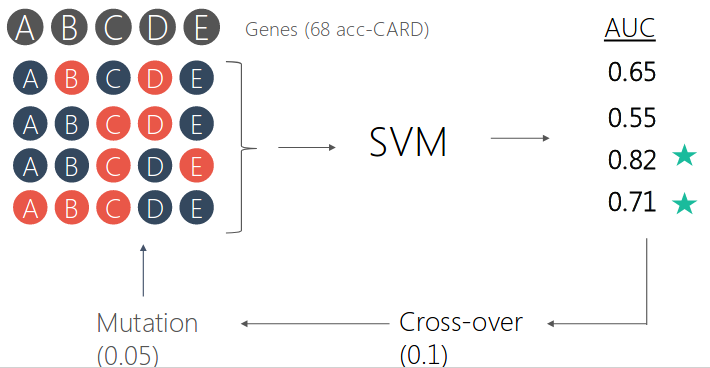 A B C D E Genes (68 acc-CARD) AUC
A B C D E 0.65
A B C D E 0.55
SVM
A B C D E 0.82
A B C D E 0.71
Mutation Cross-over
(0.05) (0.1)